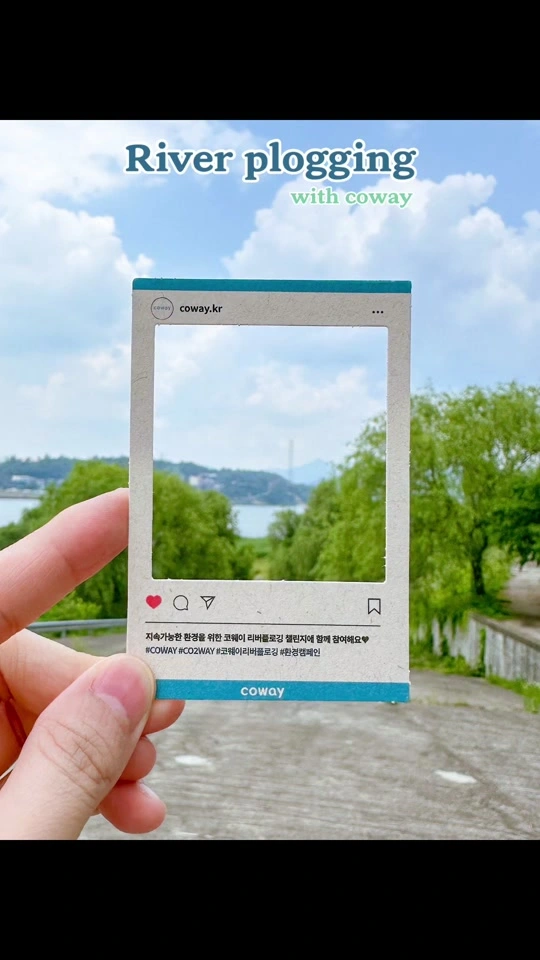 River plogging
with coway
coway
coway.kr
지속가능한 환경을 위한 코웨이 리버플로깅 챌린지에 함께 참여해요♥
#COWAY #CO2WAY #코웨이리버플로깅 #환경캠페인
coway